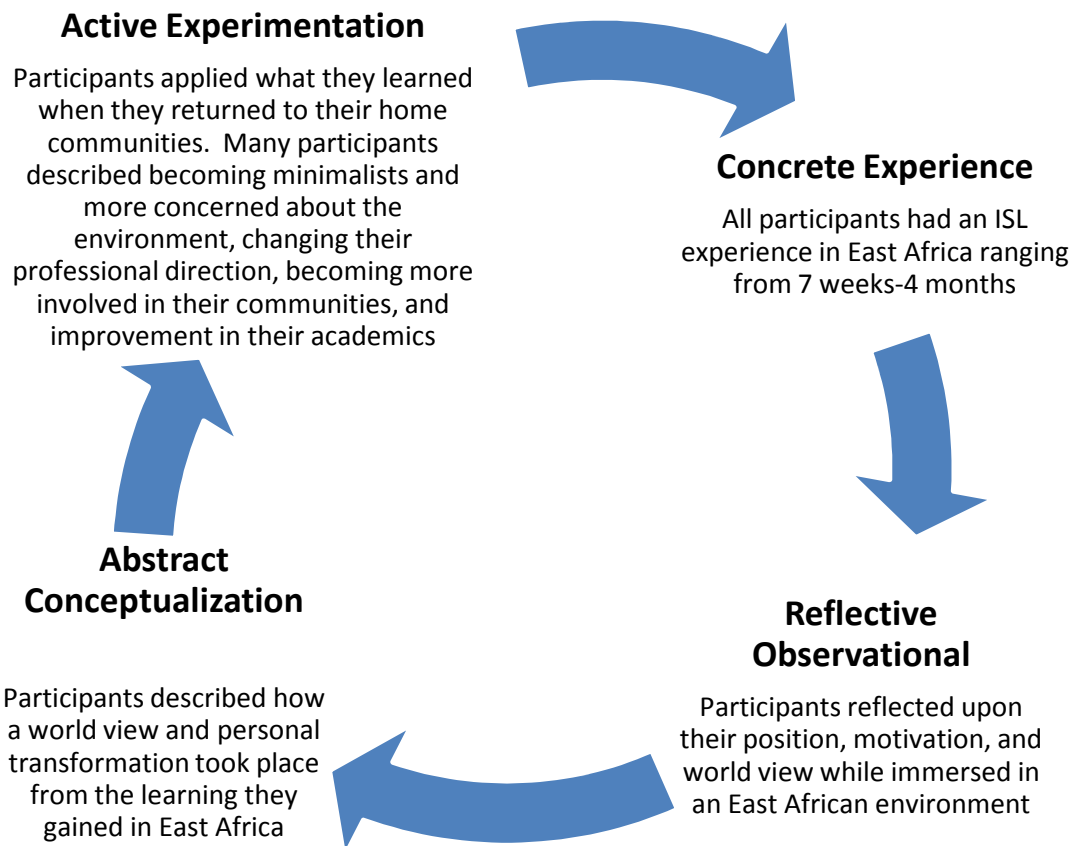 Active Experimentation
Participants applied what they learned
when they returned to their home
communities.  Many participants
described becoming minimalists and
more concerned about the
environment, changing their
professional direction, becoming more
involved in their communities, and
improvement in their academics
Concrete Experience
All participants had an ISL
experience in East Africa ranging
from 7 weeks-4 months
Reflective
Observational
Participants reflected upon
their position, motivation, and
world view while immersed in
an East African environment
Abstract
Conceptualization
Participants described how
a world view and personal
transformation took place
from the learning they
gained in East Africa